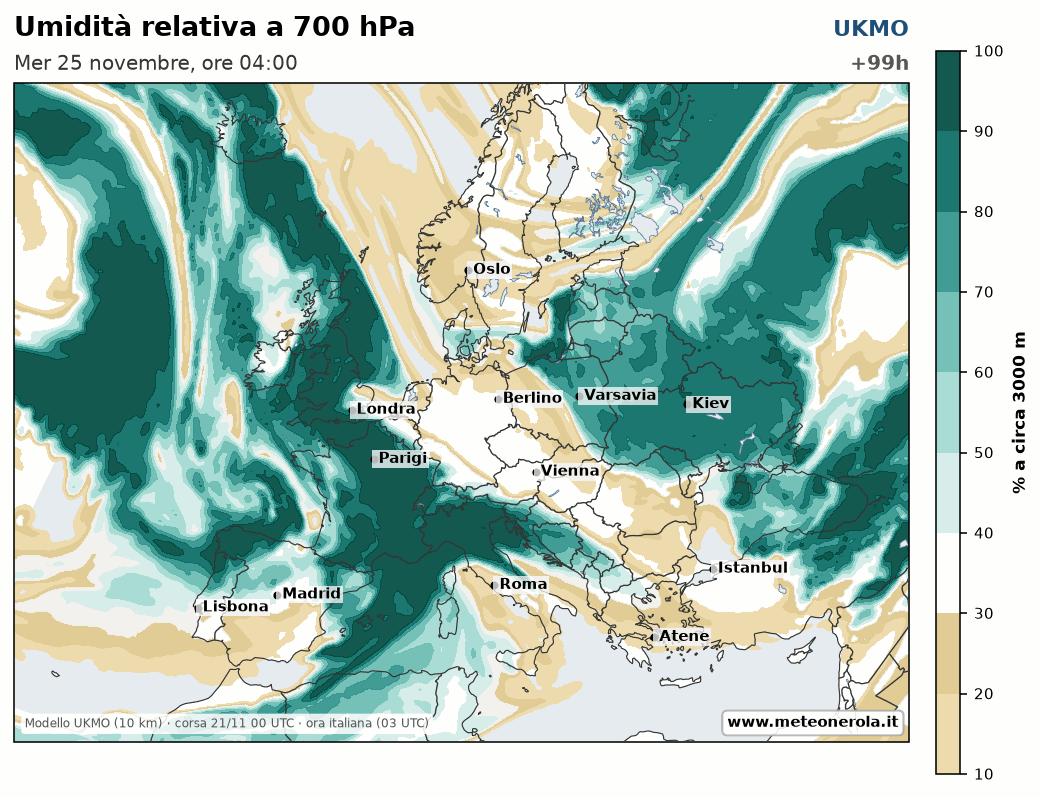 Umidità relativa a 700 hPa
UKMO
Mer 25 novembre, ore 04:00
+99h
100
90
80
70
60
50
40
30
20
10
% a circa 3000 m
Oslo
Berlino
Varsavia
Kiev
Londra
Parigi
Vienna
Istanbul
Roma
Madrid
Lisbona
Atene
Modello UKMO (10 km) · corsa 21/11 00 UTC · ora italiana (03 UTC)
www.meteonerola.it